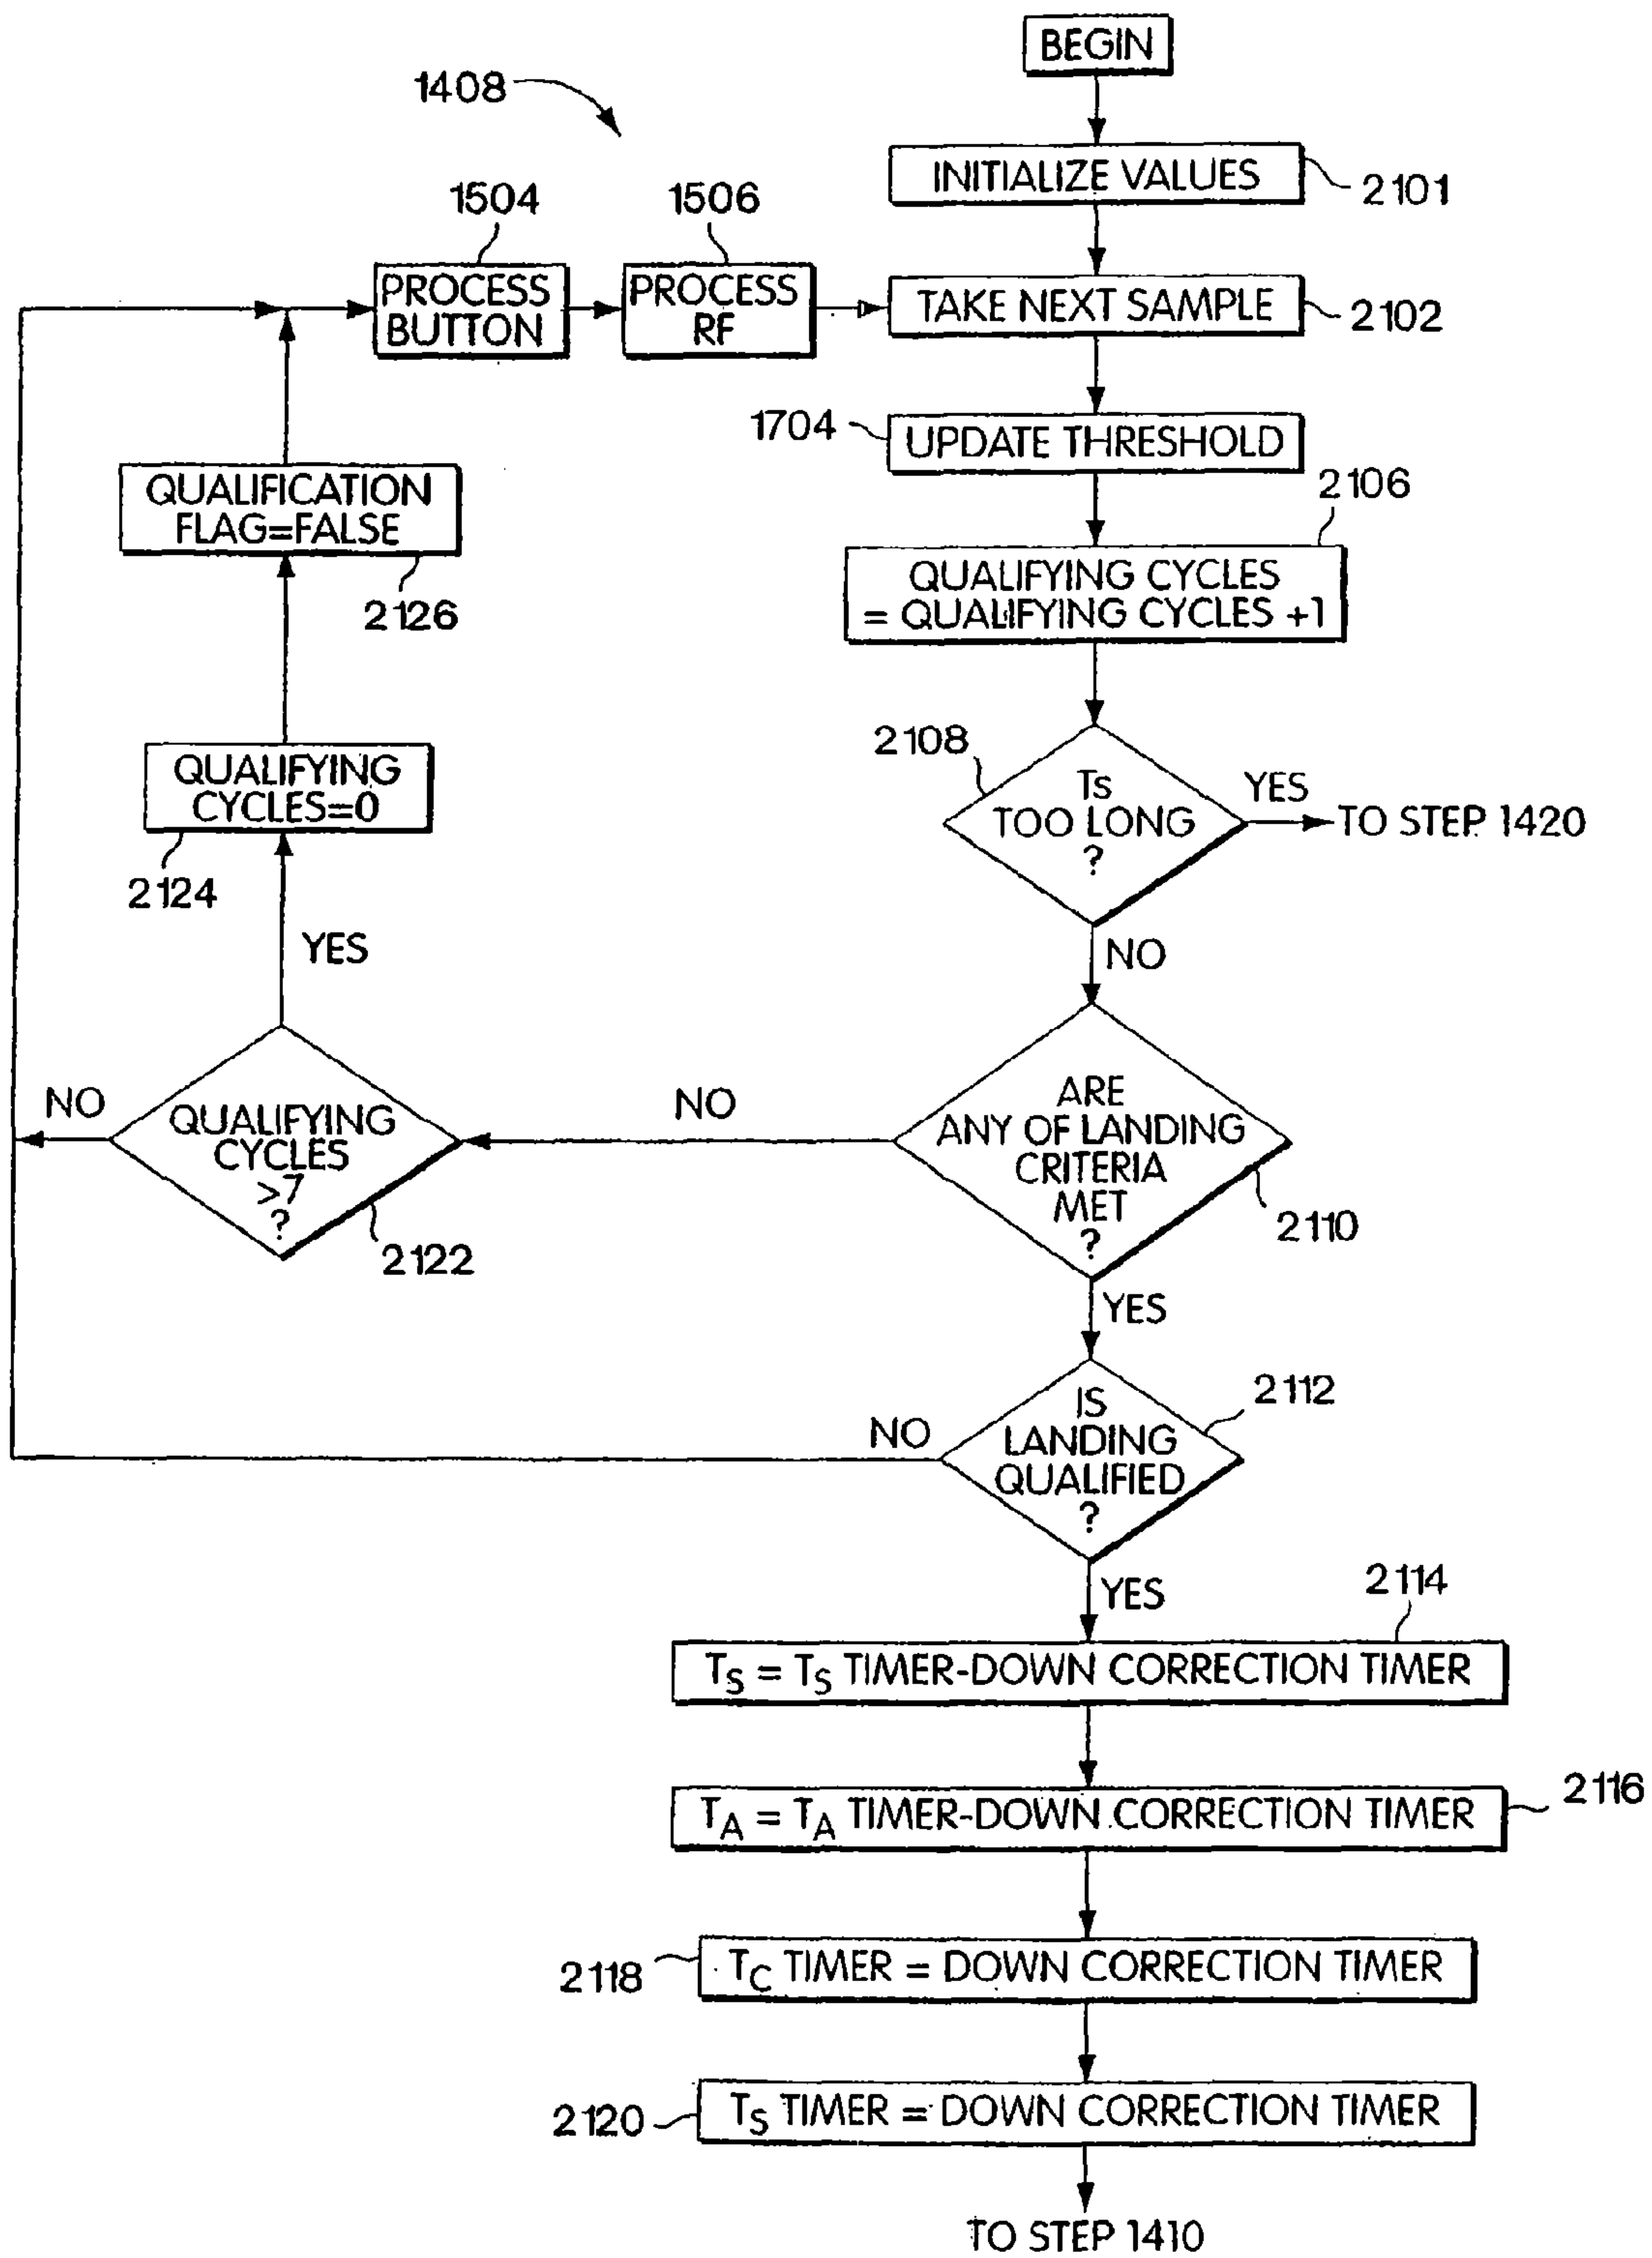 BEGIN
1408
INITIALIZE VALUES
2101
1504
1506
PROCESS
BUTTON
PROCESS
RF
TAKE NEXT SAMPLE
2102
1704
UPDATE THRESHOLD
2106
QUALIFYING CYCLES
= QUALIFYING CYCLES +1
QUALIFICATION
FLAG=FALSE
2126
2108
Ts
TOO LONG
?
YES
TO STEP 1420
QUALIFYING
CYCLES=0
2124
NO
YES
ARE
ANY OF LANDING
CRITERIA
MET
?
2110
NO
NO
QUALIFYING
CYCLES
>7
?
2122
YES
IS
LANDING
QUALIFIED
?
2112
NO
YES
2114
TS = TS TIMER-DOWN CORRECTION TIMER
TA = TA TIMER-DOWN CORRECTION TIMER
2116
2118
TC TIMER = DOWN CORRECTION TIMER
2120
TS TIMER = DOWN CORRECTION TIMER
TO STEP 1410